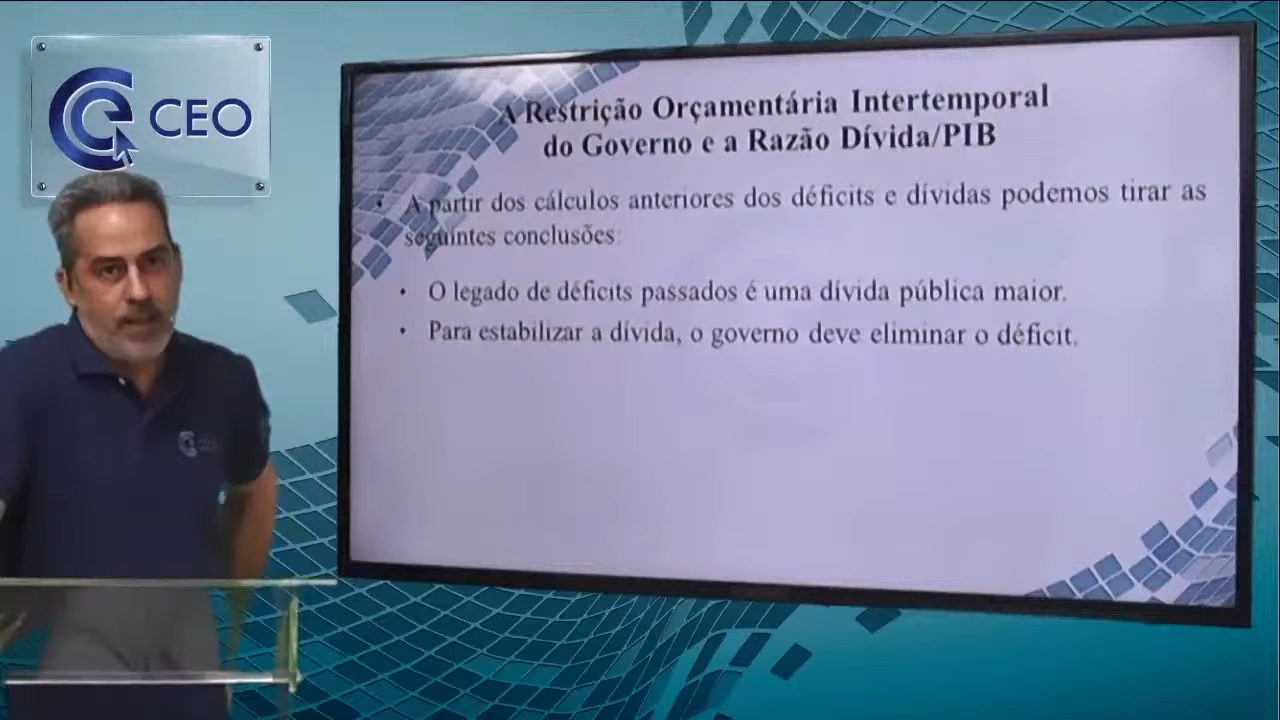 CEO
A Restrição Orçamentária Intertemporal
do Governo e a Razão Dívida/PIB
• A partir dos cálculos anteriores dos déficits e dívidas podemos tirar as
seguintes conclusões:
• O legado de déficits passados é uma dívida pública maior.
• Para estabilizar a dívida, o governo deve eliminar o déficit.